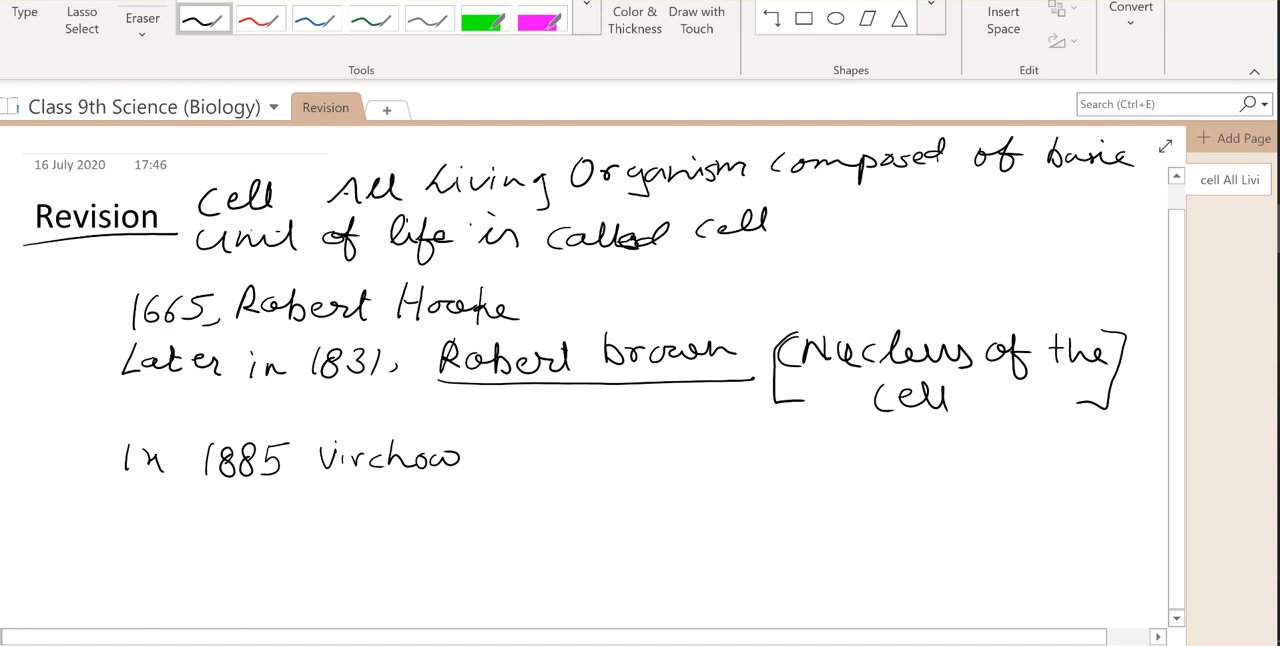 Type
Lasso Select
Eraser
Color & Thickness
Draw with Touch
Insert Space
Convert
Tools
Shapes
Edit
Class 9th Science (Biology)
Revision
Search (Ctrl+E)
16 July 2020 17:46
Add Page
cell All Livi
Revision
Cell All Living Organism composed of basic
unit of life is called cell
1665, Robert Hooke
Later in 1831, Robert brown [(Nucleus of the
cell]
In 1885 Virchow